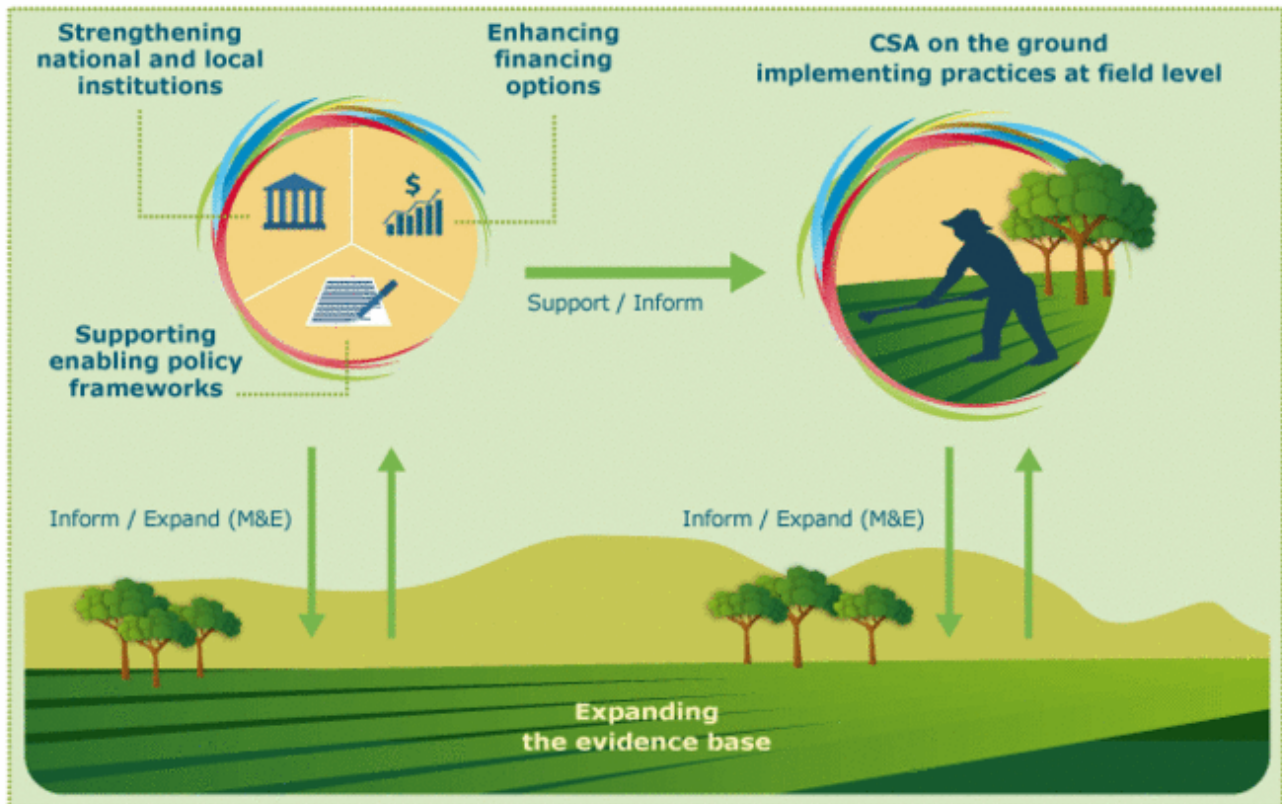 Strengthening
national and local
institutions
Enhancing
financing
options
CSA on the ground
implementing practices at field level
$
Support / Inform
Supporting
enabling policy
frameworks
Inform / Expand (M&E)
Inform / Expand (M&E)
Expanding
the evidence base